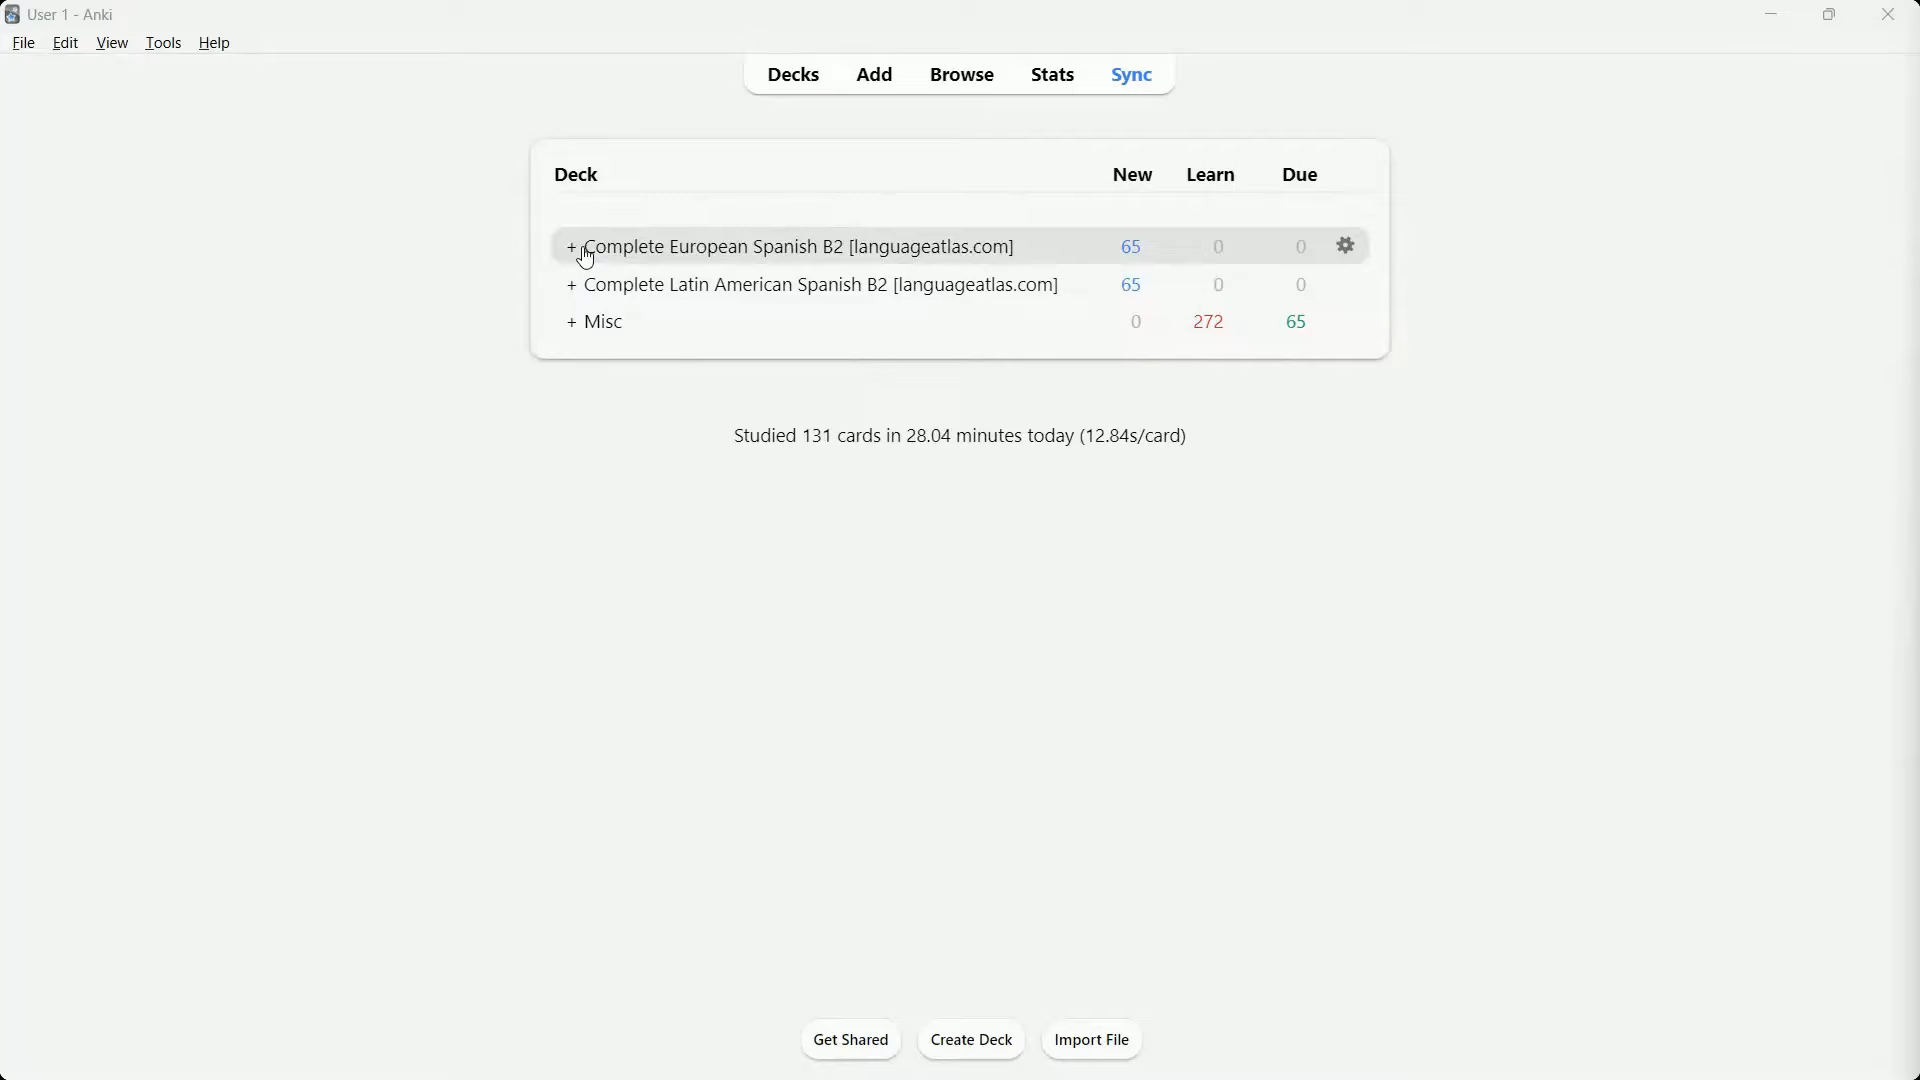 User 1 - Anki
File Edit View Tools Help
Decks Add Browse Stats Sync
Deck New Learn Due
+ Complete European Spanish B2 [languageatlas.com] 65 0 0
+ Complete Latin American Spanish B2 [languageatlas.com] 65 0 0
+ Misc 0 272 65
Studied 131 cards in 28.04 minutes today (12.84s/card)
Get Shared Create Deck Import File